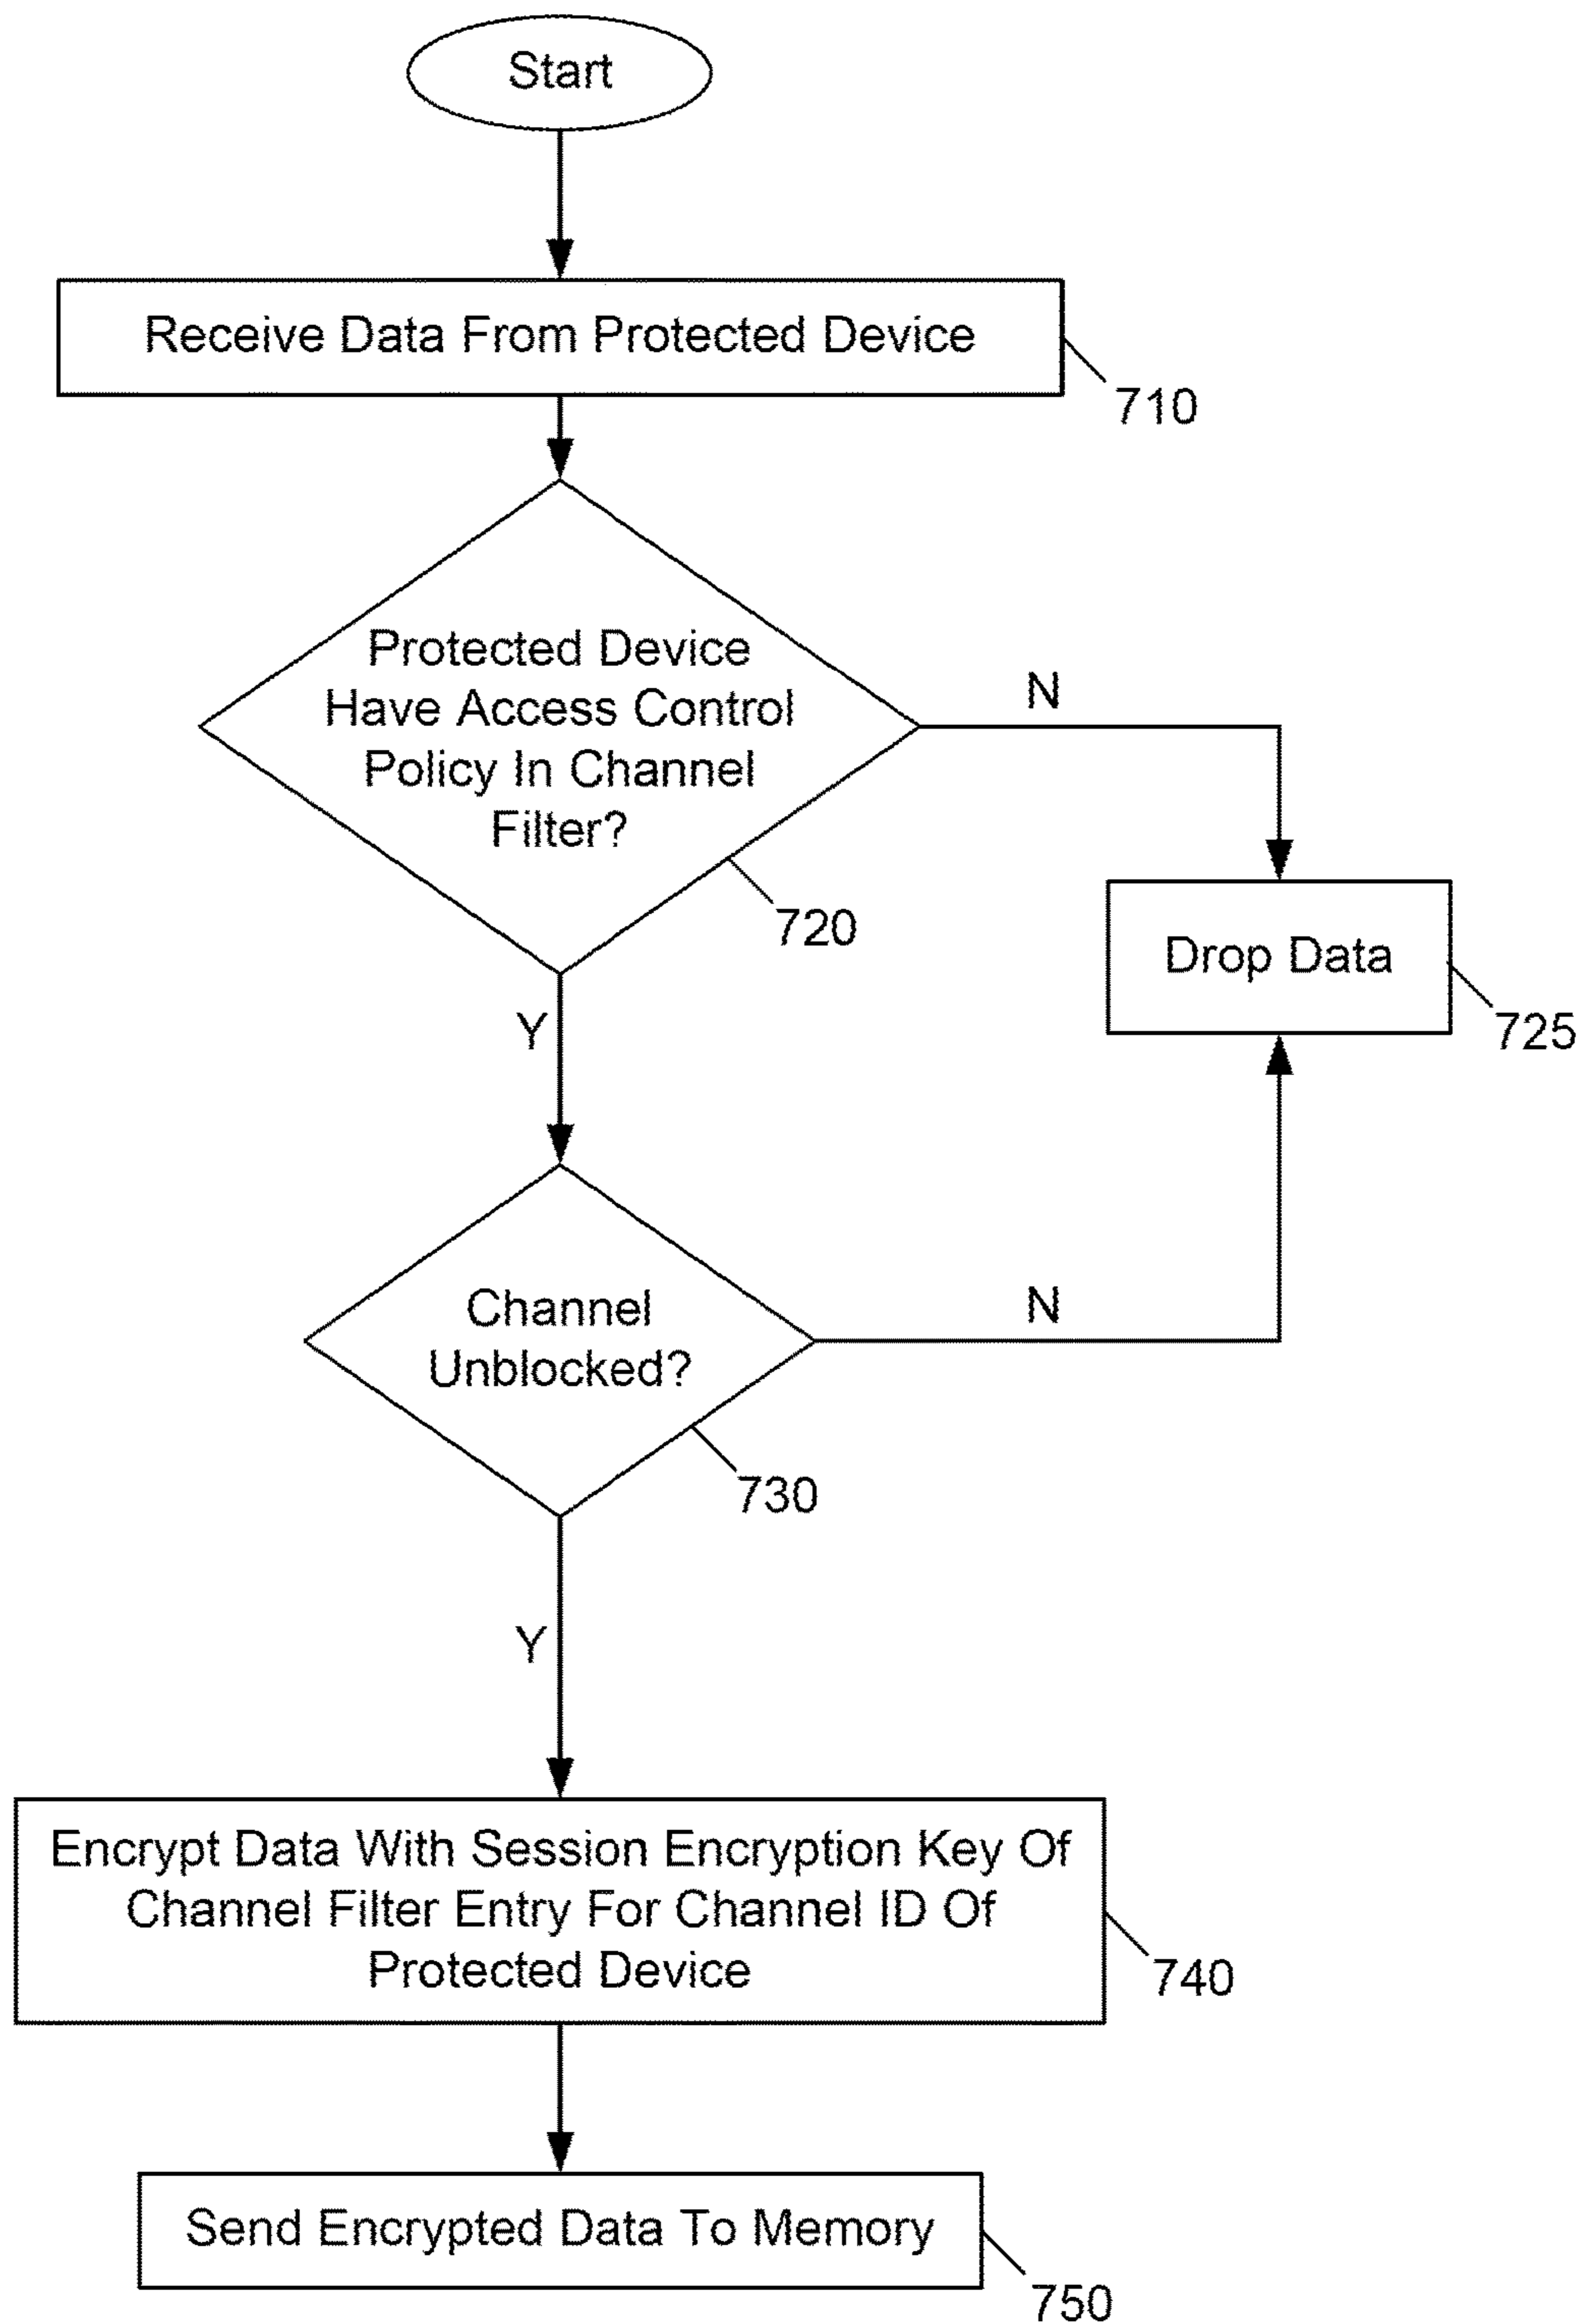 Start
Receive Data From Protected Device
710
Protected Device
Have Access Control
Policy In Channel
Filter?
N
720
Drop Data
725
Y
Channel
Unblocked?
N
730
Y
Encrypt Data With Session Encryption Key Of
Channel Filter Entry For Channel ID Of
Protected Device
740
Send Encrypted Data To Memory
750